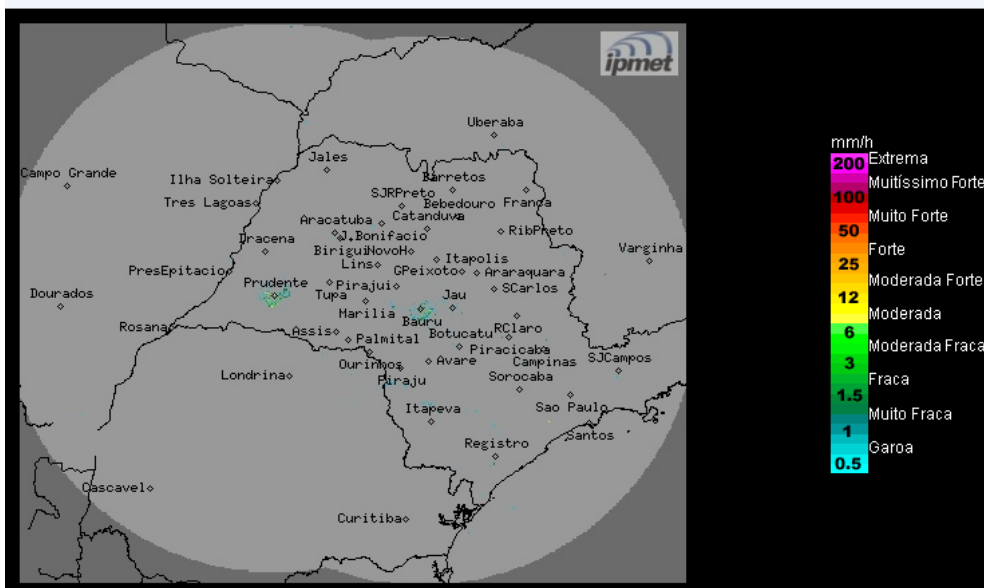 ipmet
Uberaba
Jales
Campo Grande
Ilha Solteira
Barretos
SJRPreto
Tres Lagoas
Bebedouro
Franca
Aracatuba
Catanduva
J.Bonifacio
RibPreto
Dracena
Birigui
NovoH
Itapolis
Varginha
PresEpitacio
Lins
GPeixoto
Araraquara
Prudente
Pirajui
SCarlos
Dourados
Tupa
Jau
Marilia
Bauru
Rosana
Assis
Botucatu
RClaro
Palmital
Piracicaba
SJCampos
Ourinhos
Avare
Campinas
Londrina
Piraju
Sorocaba
Itapeva
Sao Paulo
Registro
Santos
Cascavel
Curitiba
mm/h
200 Extrema
Muitíssimo Forte
100
Muito Forte
50
Forte
25
Moderada Forte
12
Moderada
6
Moderada Fraca
3
Fraca
1.5
Muito Fraca
1
Garoa
0.5